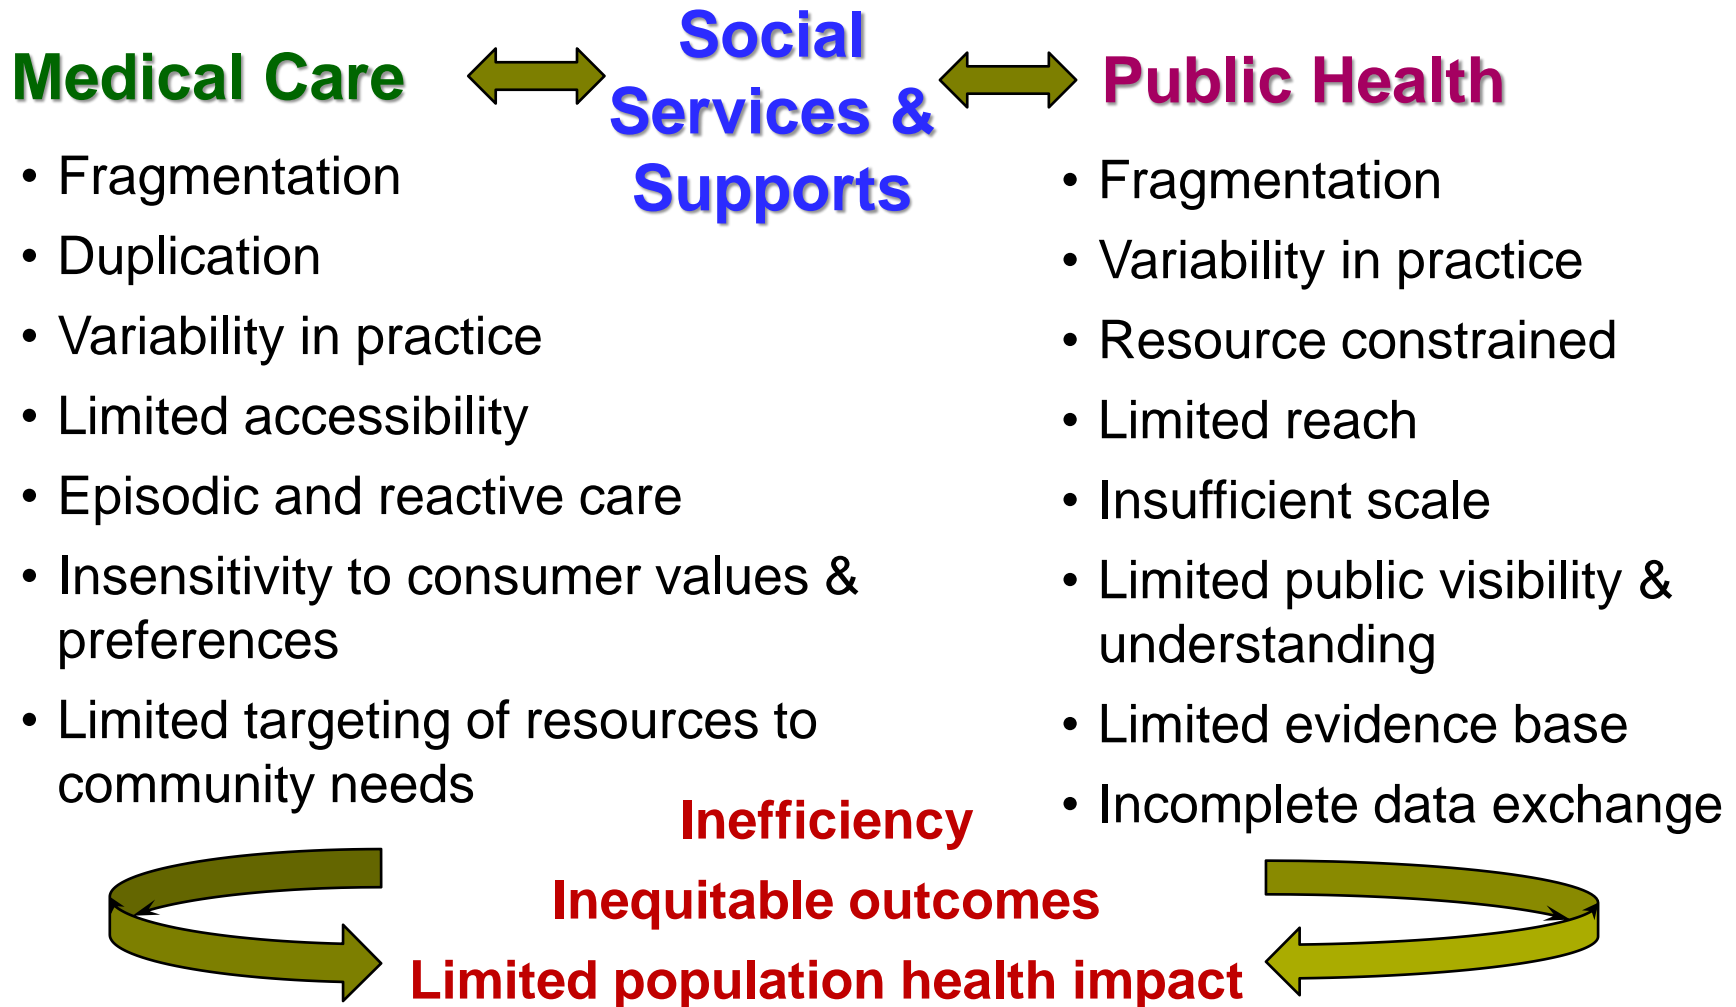 Medical Care
Social
Services &
Supports
Public Health
• Fragmentation
• Duplication
• Variability in practice
• Limited accessibility
• Episodic and reactive care
• Insensitivity to consumer values &
preferences
• Limited targeting of resources to
community needs
• Fragmentation
• Variability in practice
• Resource constrained
• Limited reach
• Insufficient scale
• Limited public visibility &
understanding
• Limited evidence base
• Incomplete data exchange
Inefficiency
Inequitable outcomes
Limited population health impact